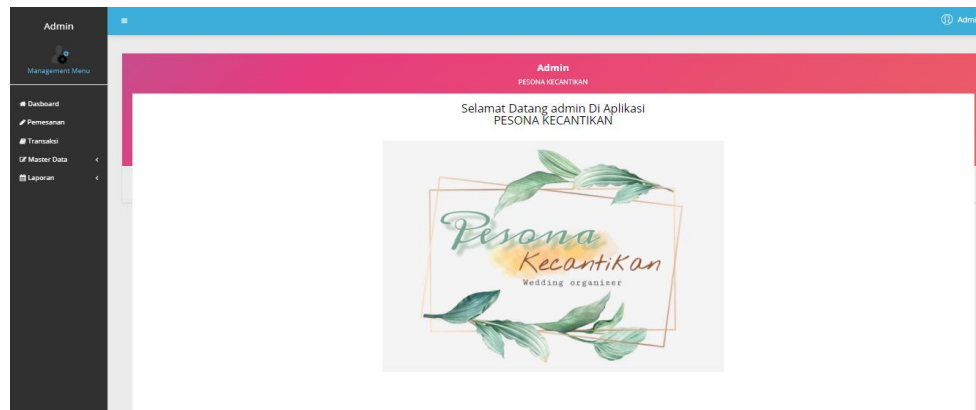 Admin
Management Menu
Dasboard
Pemesanan
Transaksi
Master Data
Laporan
Admi
Admin
PESONA KECANTIKAN
Selamat Datang admin Di Aplikasi
PESONA KECANTIKAN
Pesona
Kecantikan
Wedding organizer